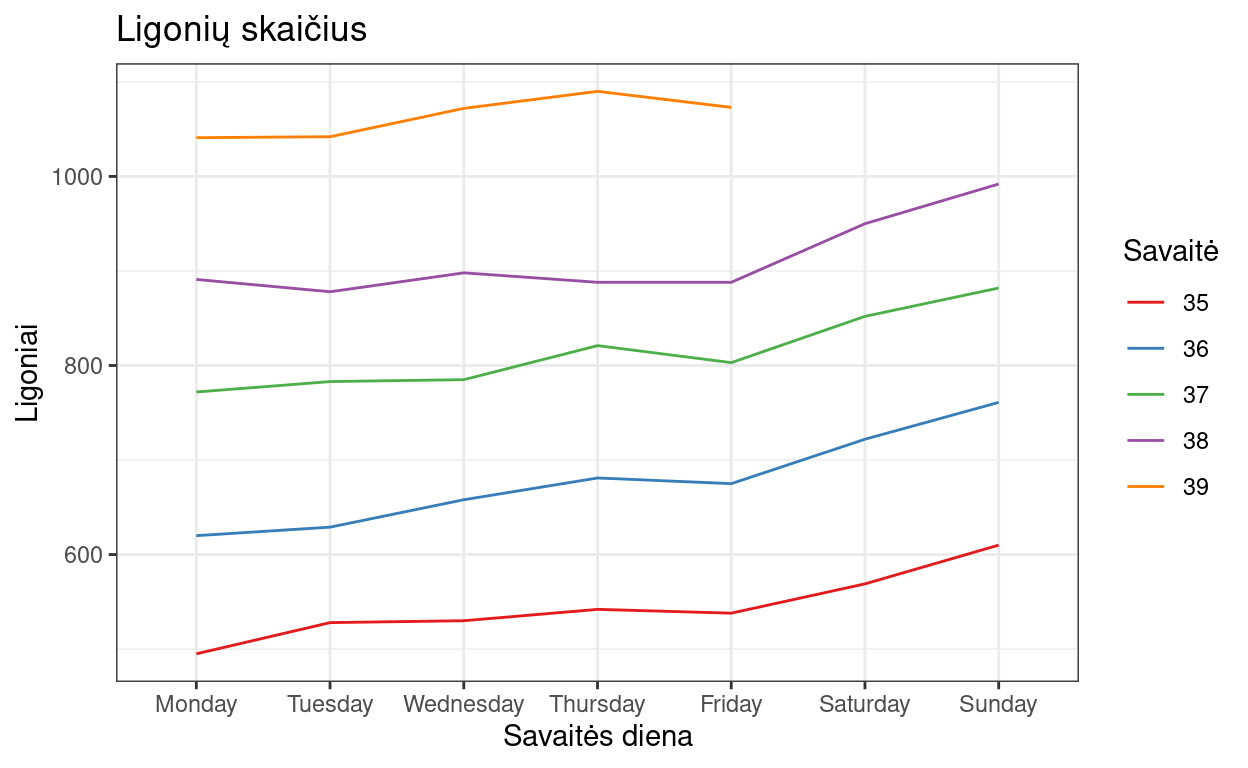 Ligonių skaičius
Ligoniai
1000
800
600
Monday Tuesday Wednesday Thursday Friday Saturday Sunday
Savaitės diena
Savaitė
35
36
37
38
39